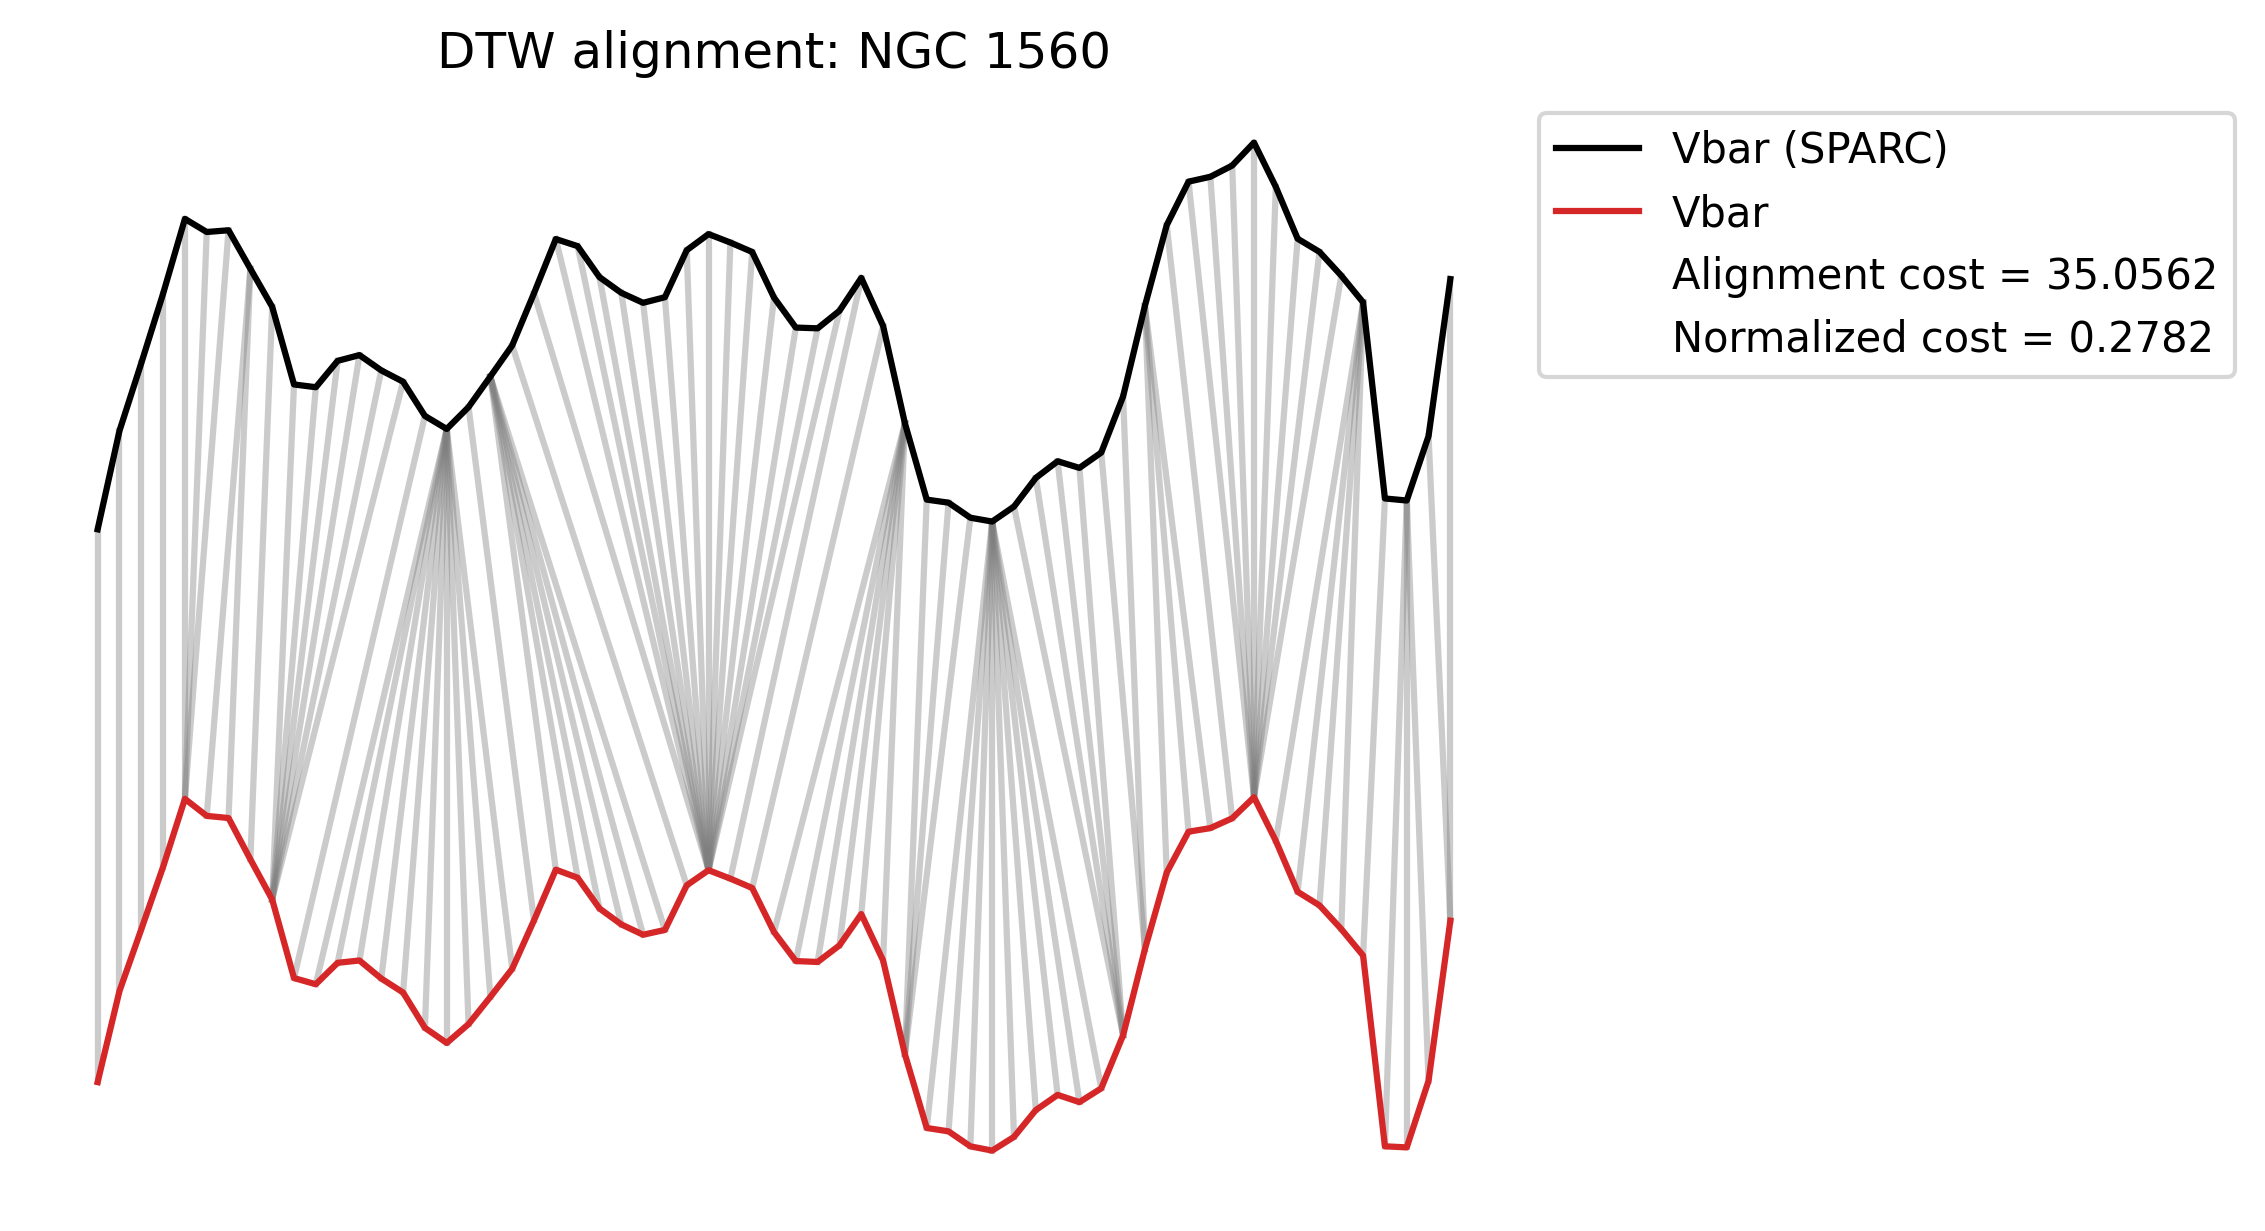 DTW alignment: NGC 1560
Vbar (SPARC)
Vbar
Alignment cost = 35.0562
Normalized cost = 0.2782